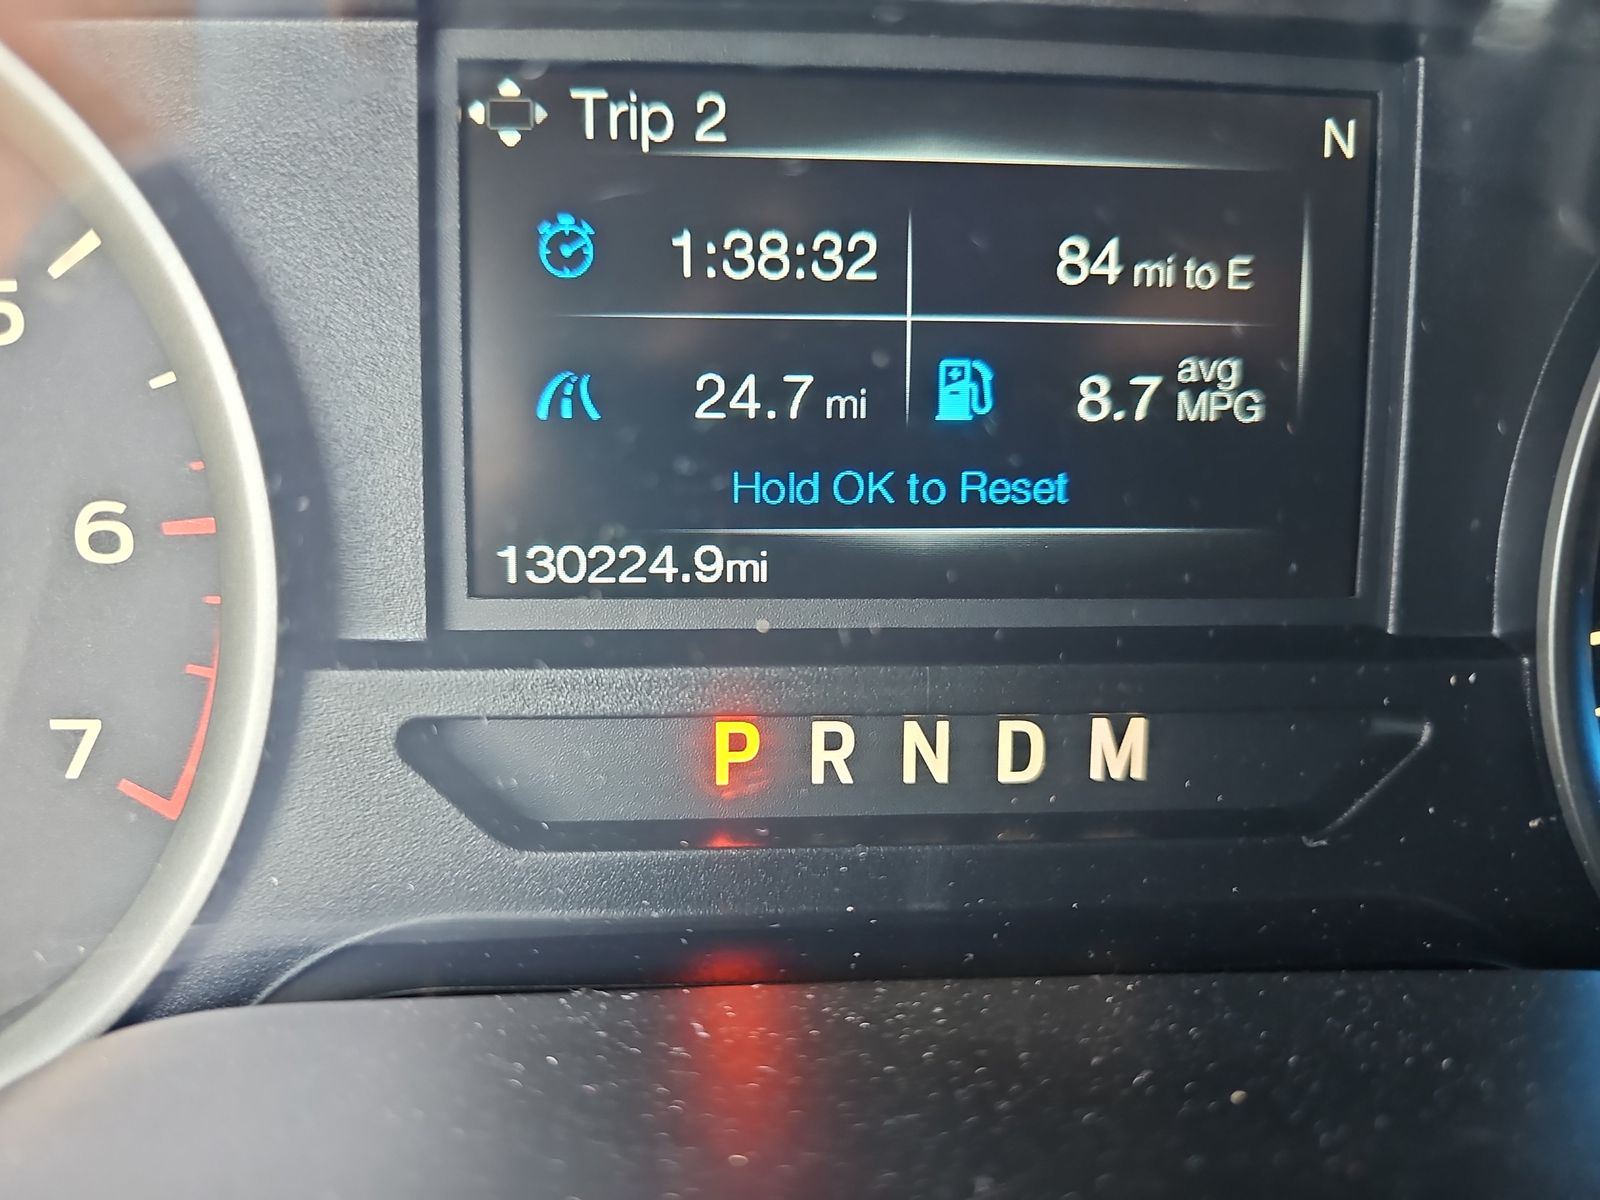 Trip 2
N
1:38:32
84 mi to E
24.7 mi
8.7 avg MPG
Hold OK to Reset
130224.9mi
P R N D M
5
6
7